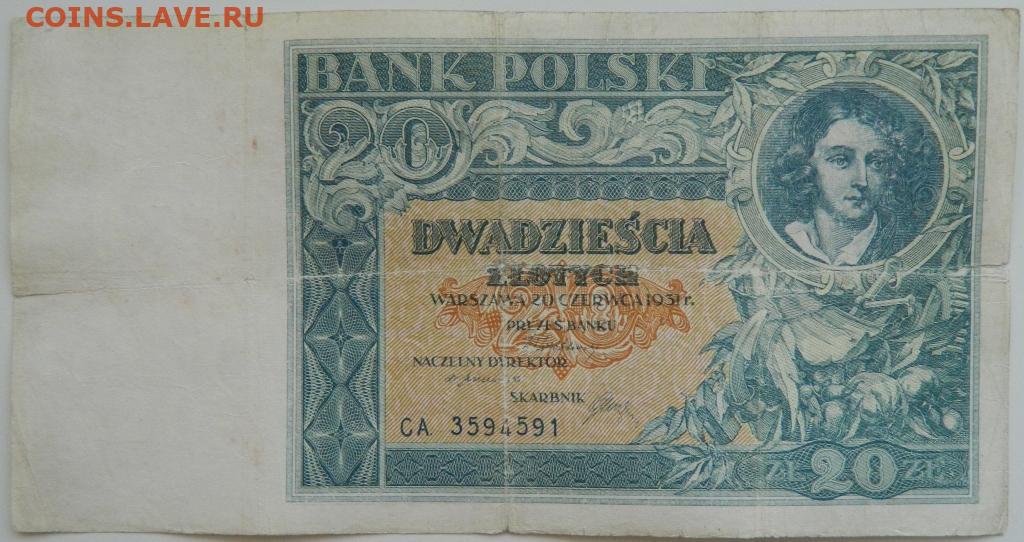 COINS.LAVE.RU
BANK POLSKI
20
DWADZIEŚCIA
ZŁOTYCH
WARSZAWA 20 CZERWCA 1931 r.
PREZES BANKU
NACZELNY DYREKTOR
SKARBNIK
CA 3594591
ZŁ 20 ZŁ